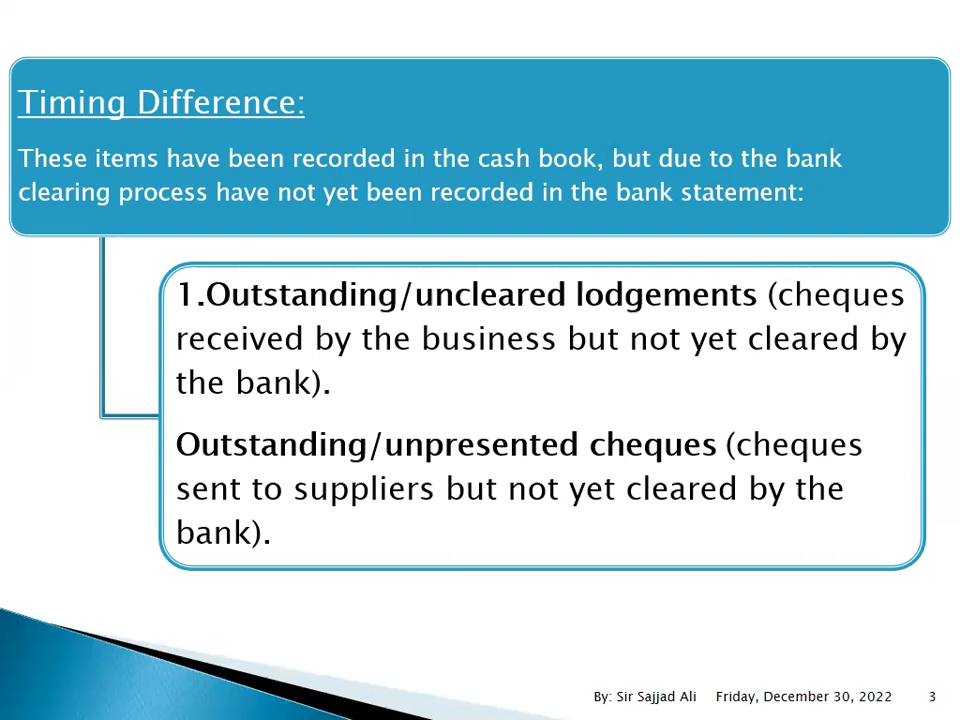 Timing Difference:
These items have been recorded in the cash book, but due to the bank
clearing process have not yet been recorded in the bank statement:
1.Outstanding/uncleared lodgements (cheques
received by the business but not yet cleared by
the bank).
Outstanding/unpresented cheques (cheques
sent to suppliers but not yet cleared by the
bank).
By: Sir Sajjad Ali Friday, December 30, 2022 3